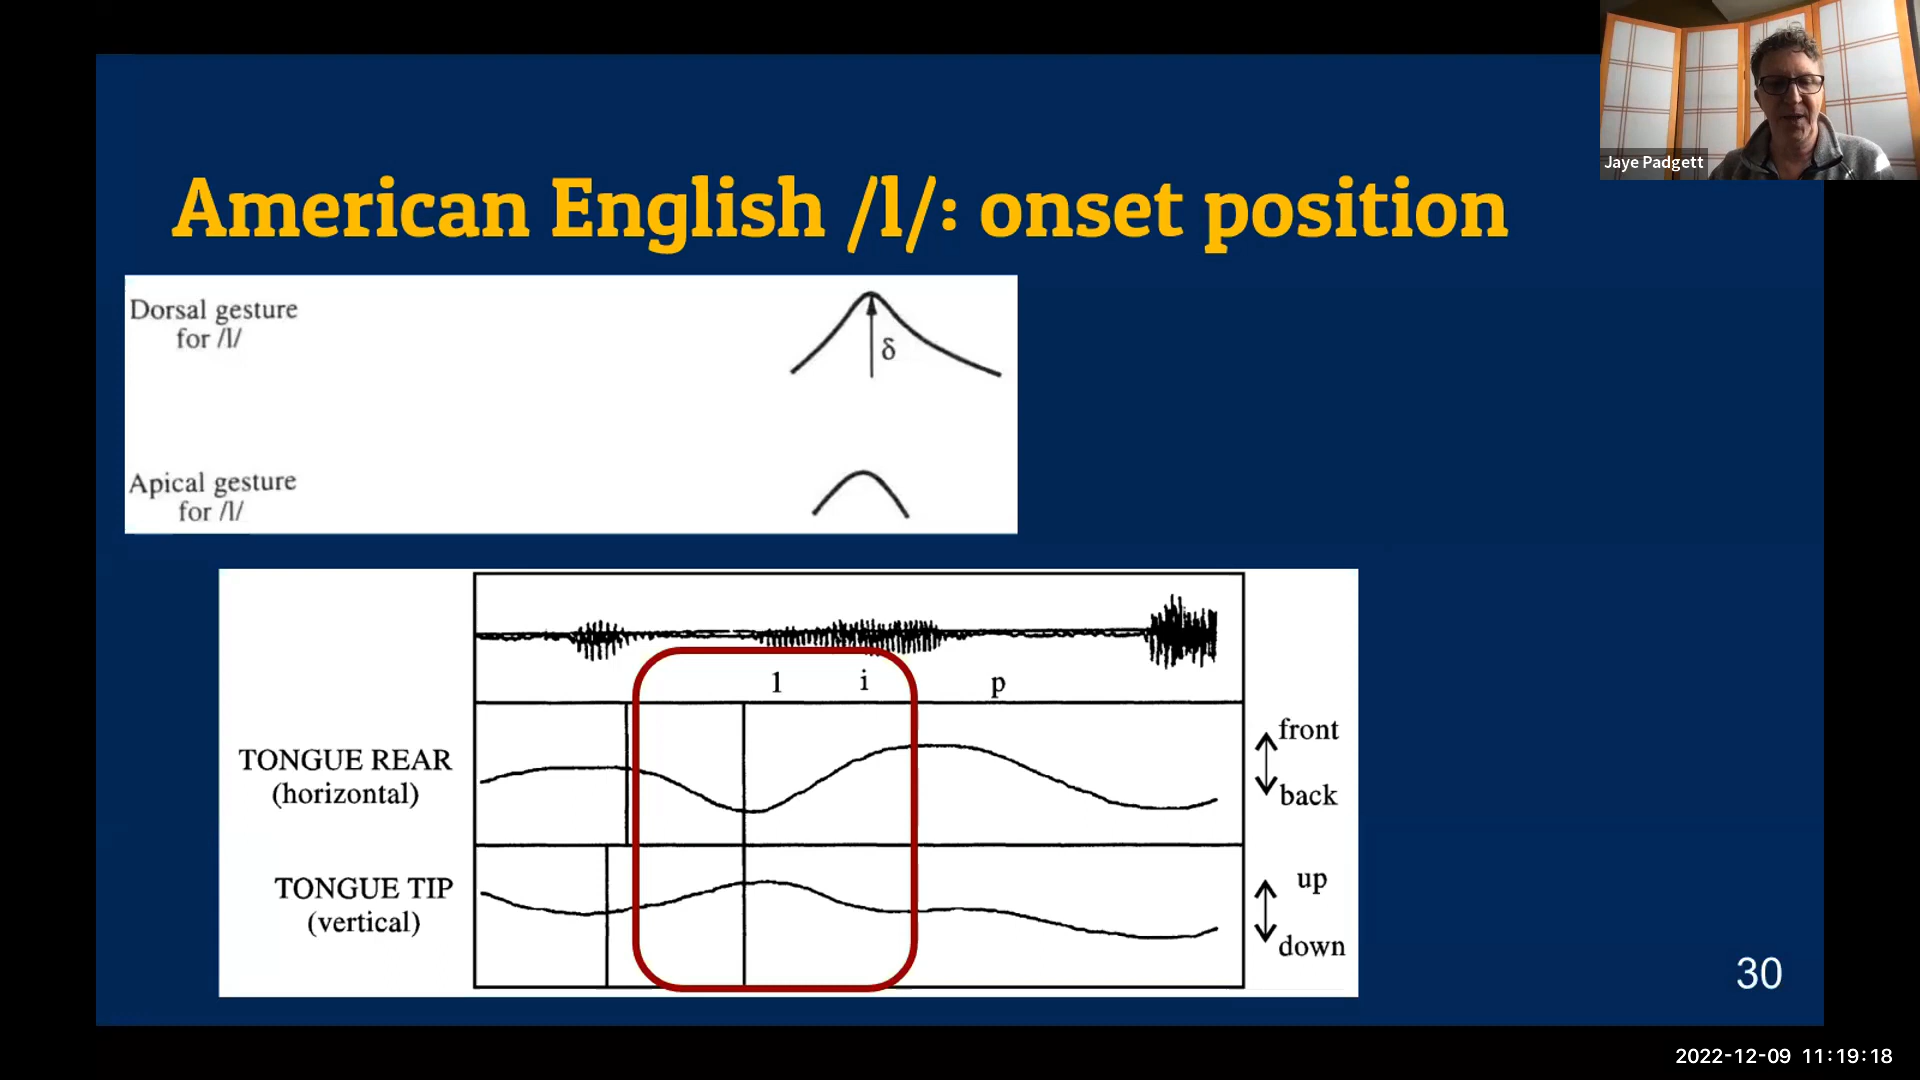 Jaye Padgett
American English /l/: onset position
Dorsal gesture
for /l/
δ
Apical gesture
for /l/
l i p
TONGUE REAR
(horizontal)
front
back
TONGUE TIP
(vertical)
up
down
30
2022-12-09 11:19:18